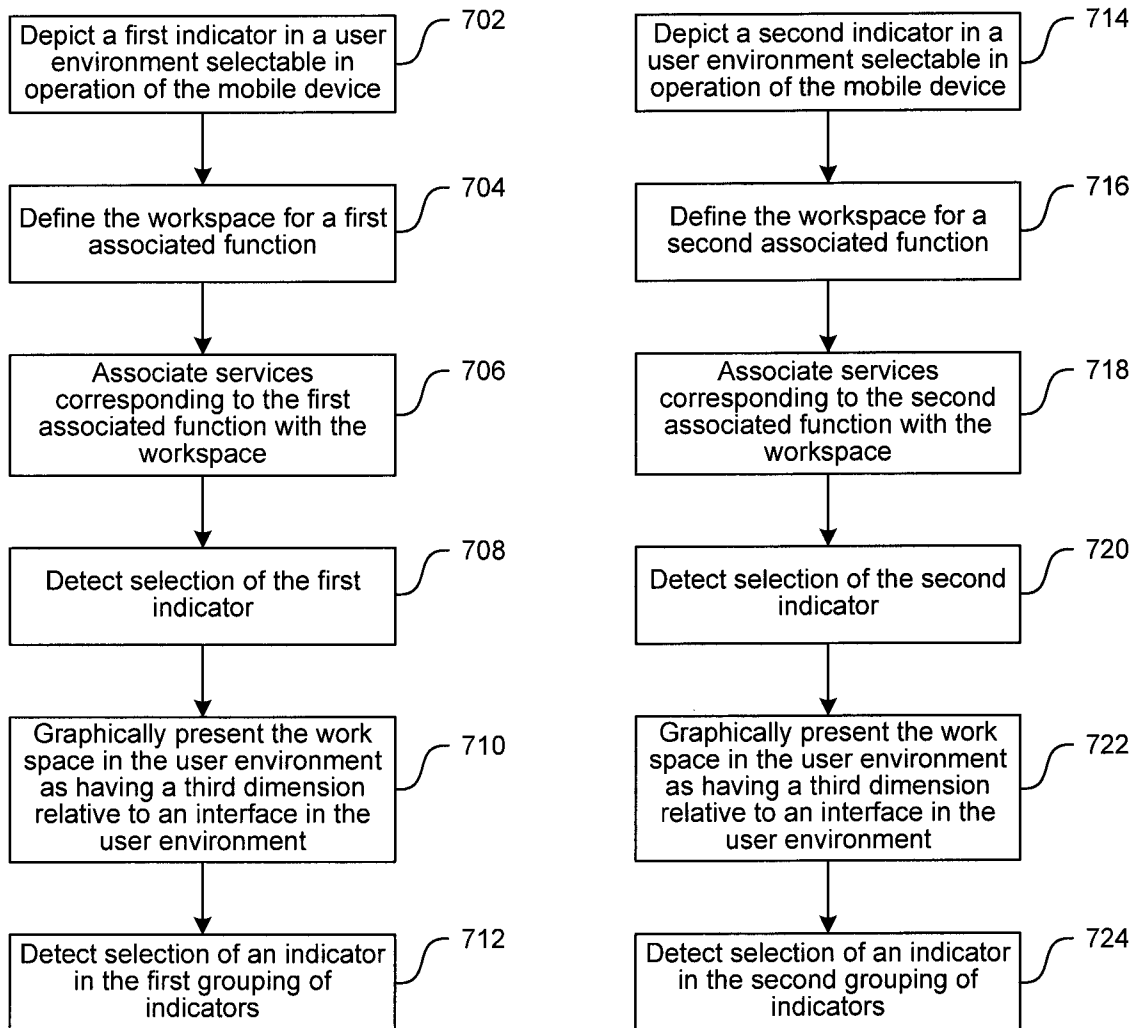 Depict a first indicator in a user
environment selectable in
operation of the mobile device
702
Define the workspace for a first
associated function
704
Associate services
corresponding to the first
associated function with the
workspace
706
Detect selection of the first
indicator
708
Graphically present the work
space in the user environment
as having a third dimension
relative to an interface in the
user environment
710
Detect selection of an indicator
in the first grouping of
indicators
712
Depict a second indicator in a
user environment selectable in
operation of the mobile device
714
Define the workspace for a
second associated function
716
Associate services
corresponding to the second
associated function with the
workspace
718
Detect selection of the second
indicator
720
Graphically present the work
space in the user environment
as having a third dimension
relative to an interface in the
user environment
722
Detect selection of an indicator
in the second grouping of
indicators
724